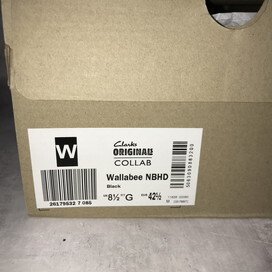 W
26179532 7 085
Clarks
ORIGINALS
COLLAB
Wallabee NBHD
Black
UK 8½ G EUR 42½